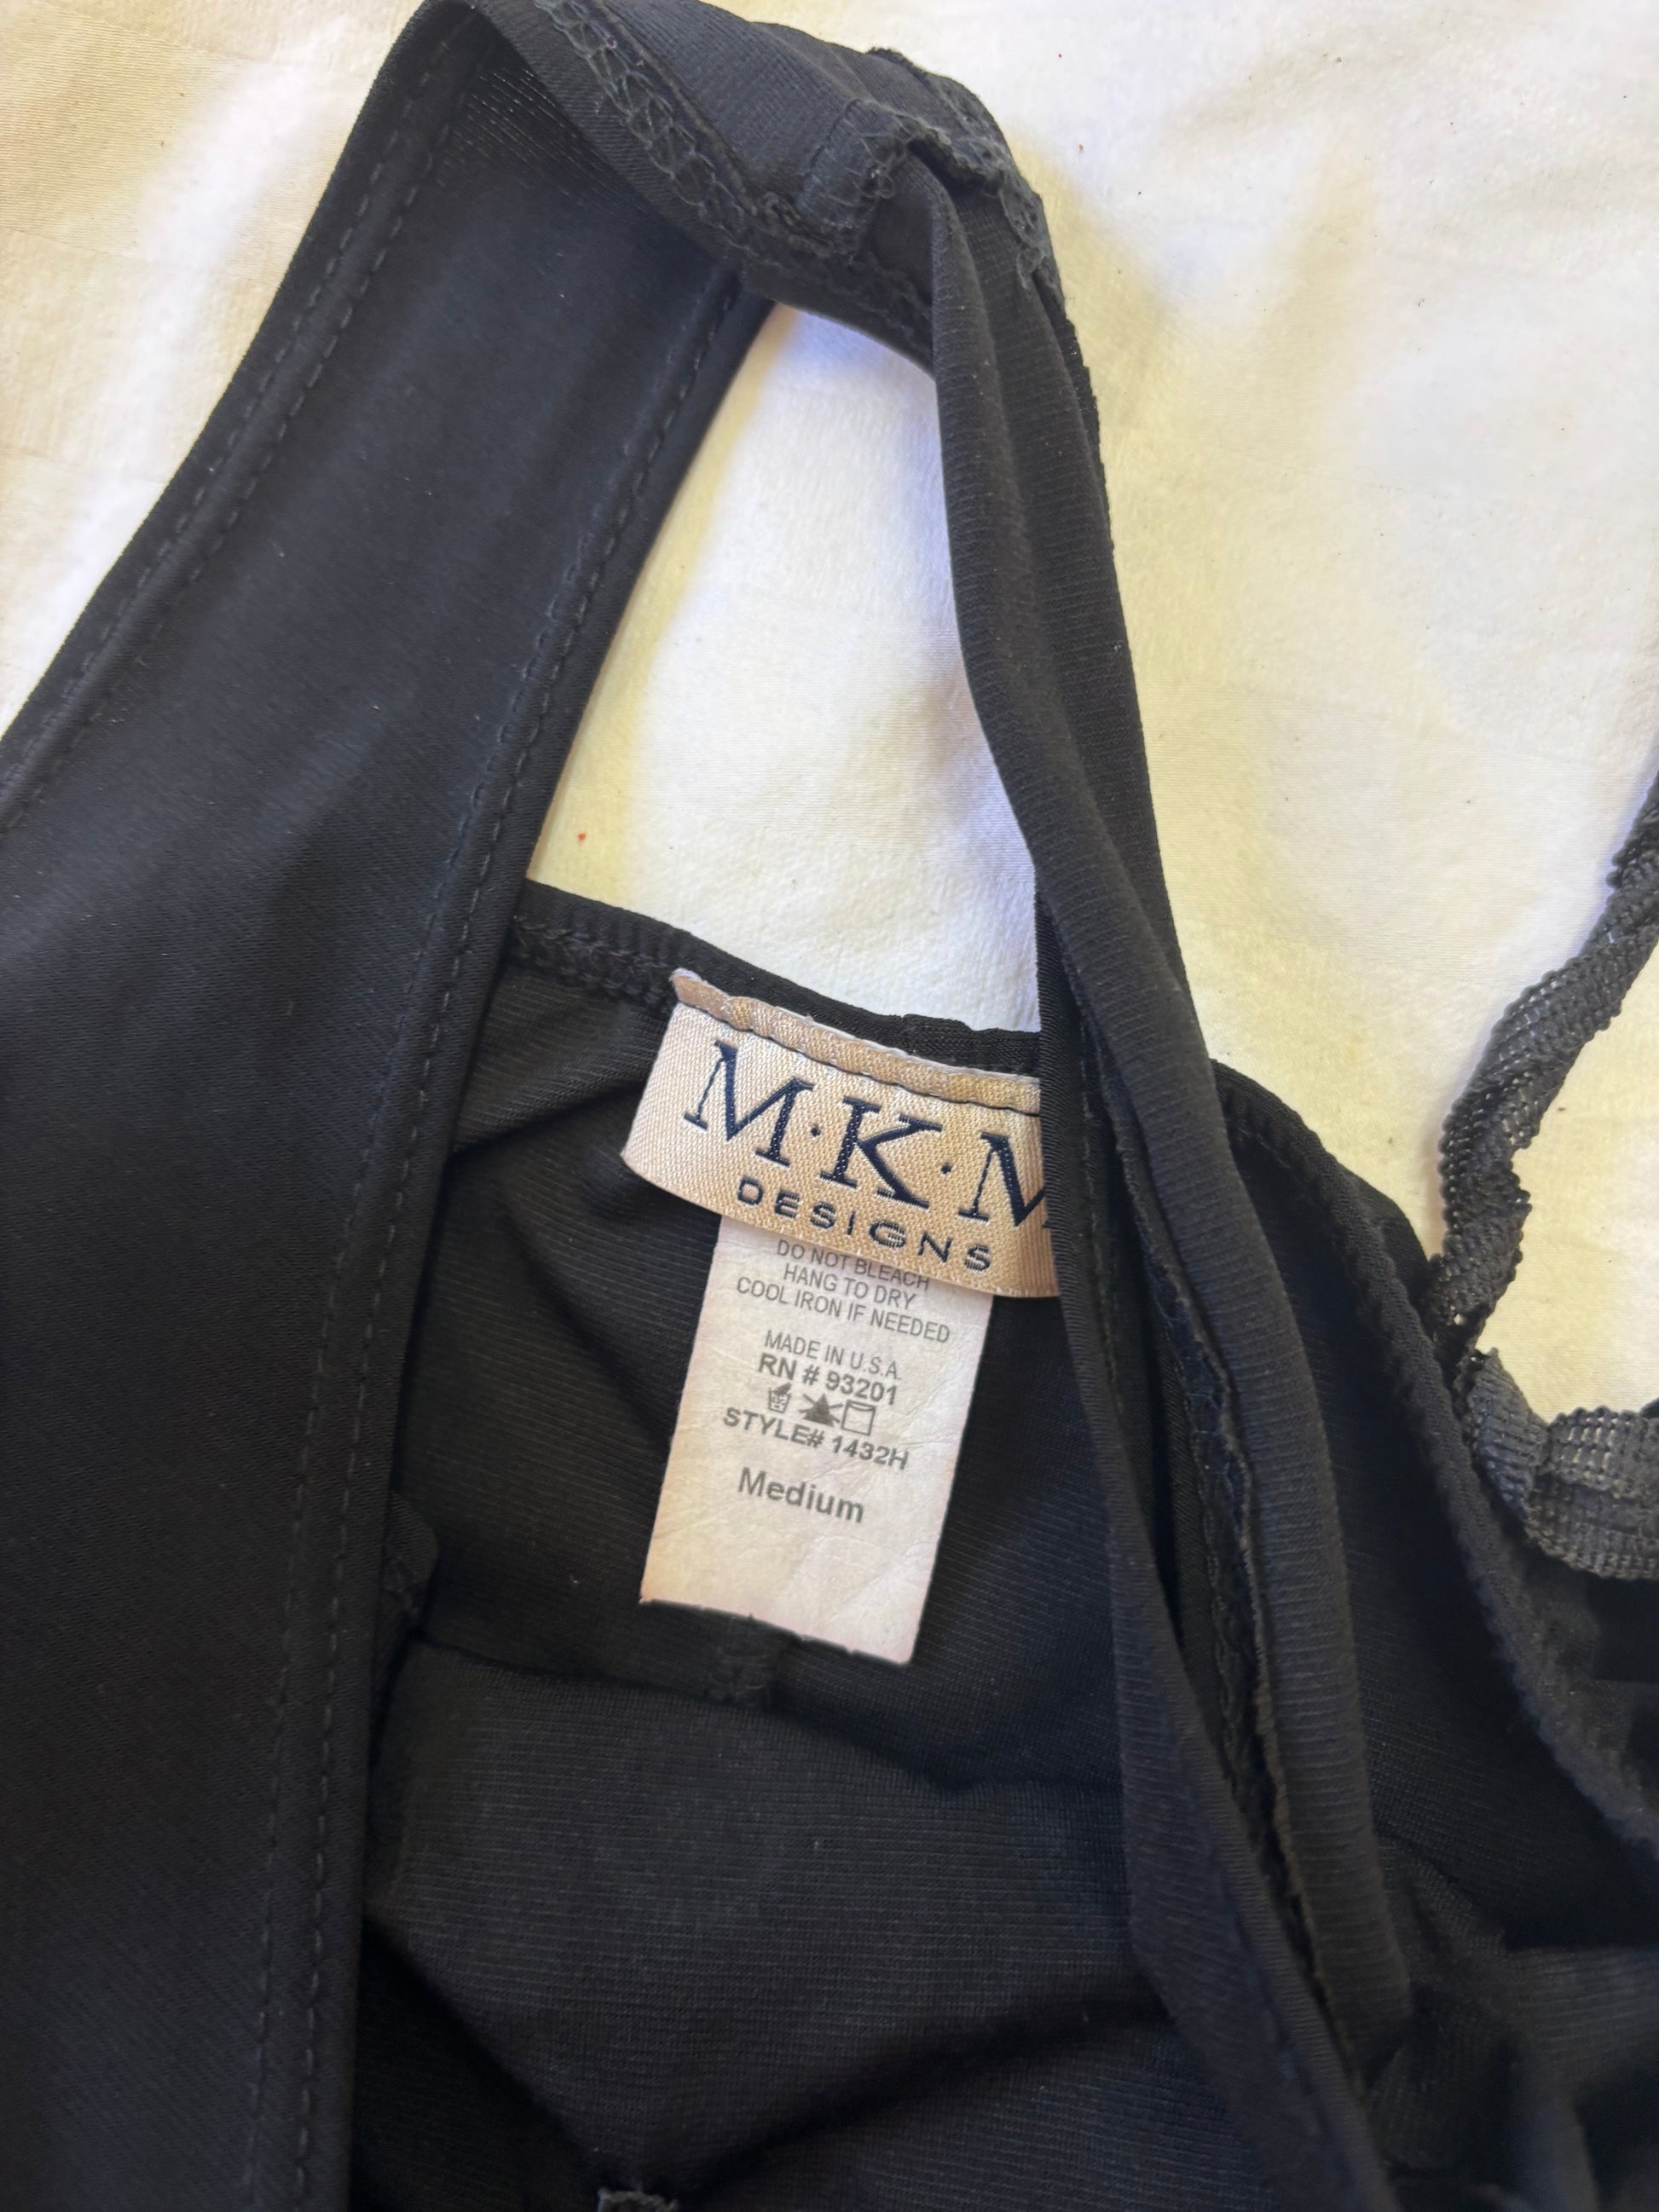 M·K·M
DESIGNS
DO NOT BLEACH
HANG TO DRY
COOL IRON IF NEEDED
MADE IN U.S.A.
RN # 93201
STYLE# 1432H
Medium